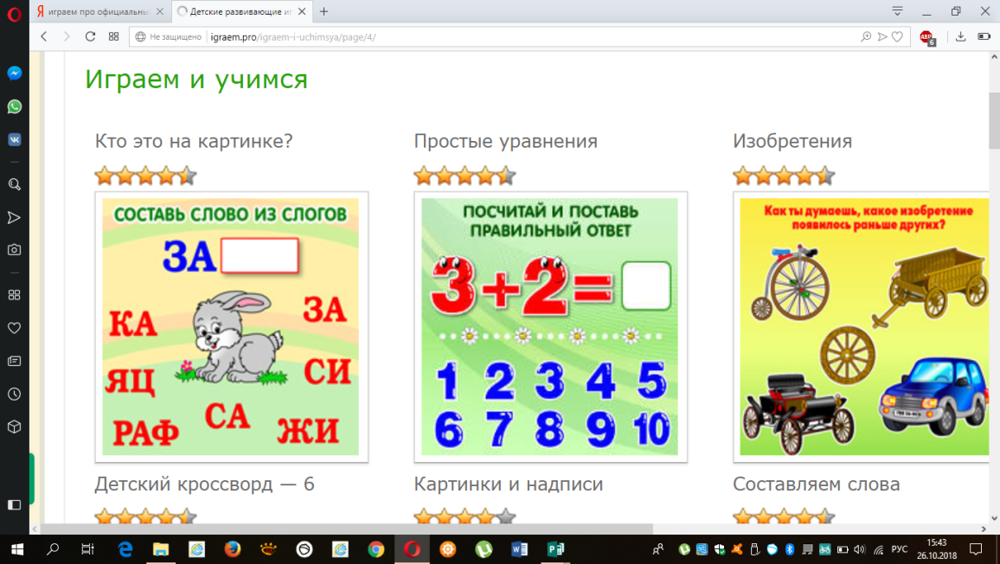 играем про официальны
Детские развивающие иг
Не защищено
igraem.pro/igraem-i-uchimsya/page/4/
ABP
6
Играем и учимся
Кто это на картинке?
Простые уравнения
Изобретения
СОСТАВЬ СЛОВО ИЗ СЛОГОВ
ЗА
КА
ЗА
ЯЦ
СИ
РАФ
СА
ЖИ
ПОСЧИТАЙ И ПОСТАВЬ
ПРАВИЛЬНЫЙ ОТВЕТ
3+2=
1 2 3 4 5
6 7 8 9 10
Как ты думаешь, какое изобретение
появилось раньше других?
Детский кроссворд — 6
Картинки и надписи
Составляем слова
РУС
15:43
26.10.2018